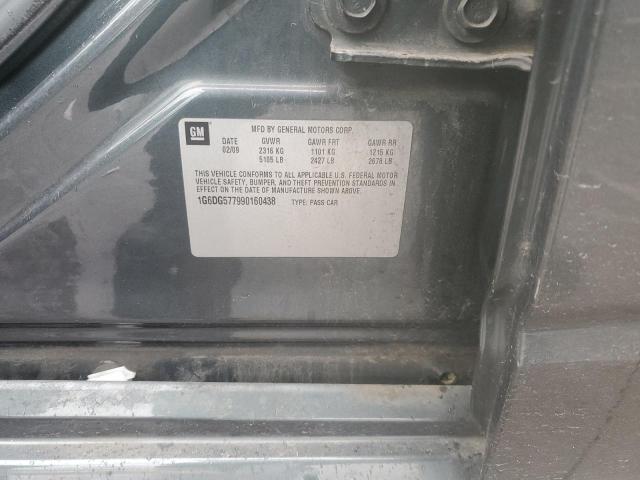 GM
MFD BY GENERAL MOTORS CORP.
DATE GVWR GAWR FRT GAWR RR
02/09 2316 KG 1101 KG 1215 KG
5105 LB 2427 LB 2678 LB
THIS VEHICLE CONFORMS TO ALL APPLICABLE U.S. FEDERAL MOTOR
VEHICLE SAFETY, BUMPER, AND THEFT PREVENTION STANDARDS IN
EFFECT ON THE DATE OF MANUFACTURE SHOWN ABOVE.
1G6DG577990160438 TYPE: PASS CAR